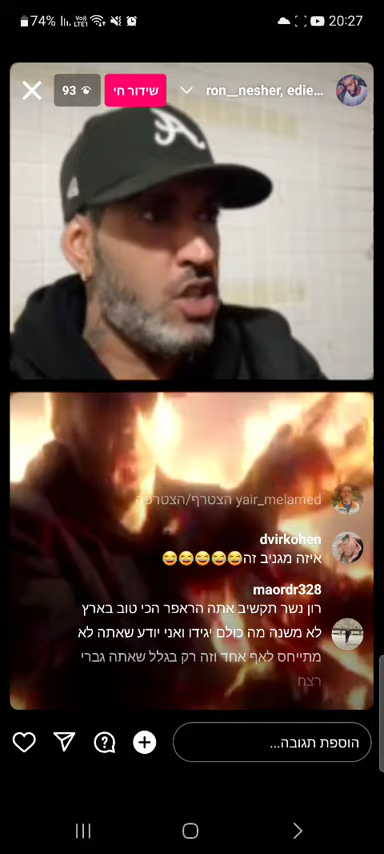 74%
Vo))
LTE1
20:27
93
שידור חי
ron__nesher, edie...
yair_melamed הצטרף/הצטרפה
dvirkohen
איזה מגניב זה😄😄😄😄😄
maordr328
רון נשר תקשיב אתה הראפר הכי טוב בארץ
לא משנה מה כולם יגידו ואני יודע שאתה לא
מתייחס לאף אחד וזה רק בגלל שאתה גברי
רצח
הוספת תגובה...